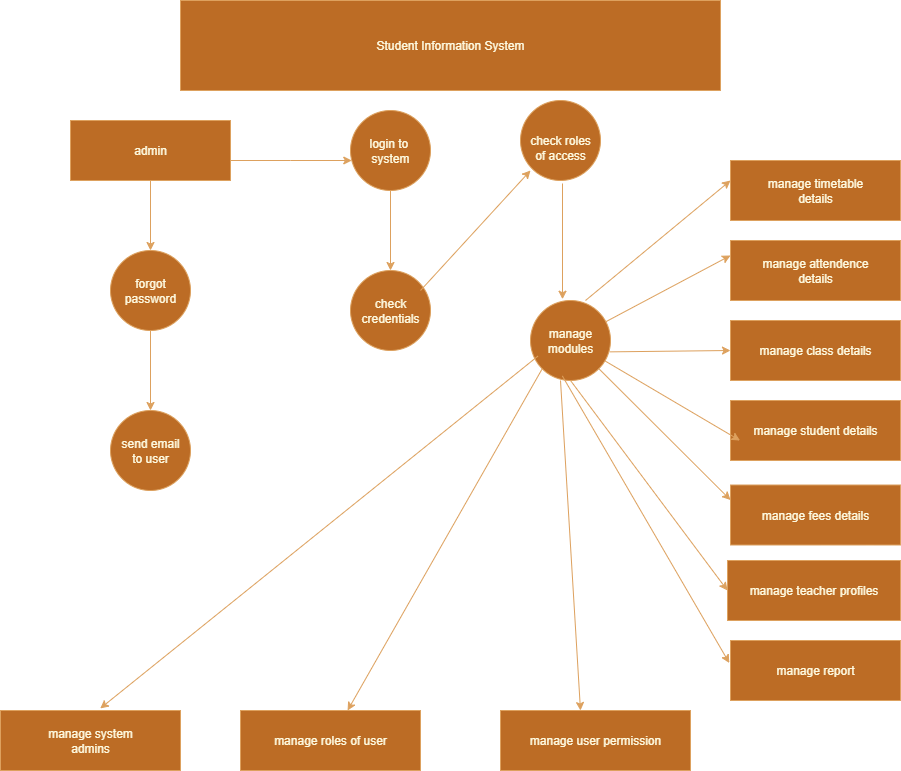 Student Information System
admin
login to
system
check roles
of access
manage timetable
details
forgot
password
manage attendence
details
check
credentials
manage
modules
manage class details
send email
to user
manage student details
manage fees details
manage teacher profiles
manage report
manage system
admins
manage roles of user
manage user permission